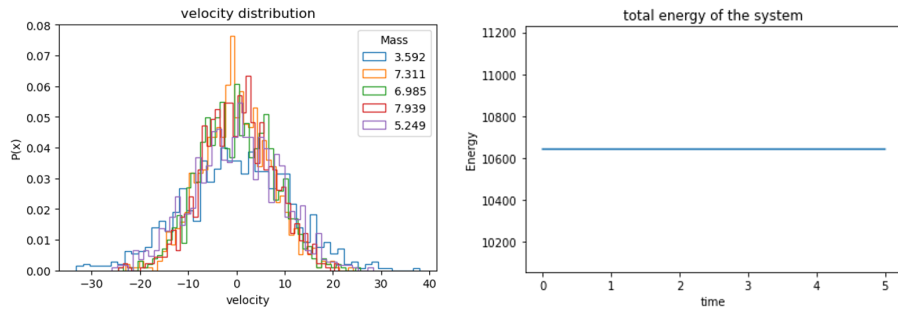 velocity distribution
P(x)
0.08
0.07
0.06
0.05
0.04
0.03
0.02
0.01
0.00
Mass
3.592
7.311
6.985
7.939
5.249
−30 −20 −10 0 10 20 30 40
velocity
total energy of the system
Energy
11200
11000
10800
10600
10400
10200
0 1 2 3 4 5
time